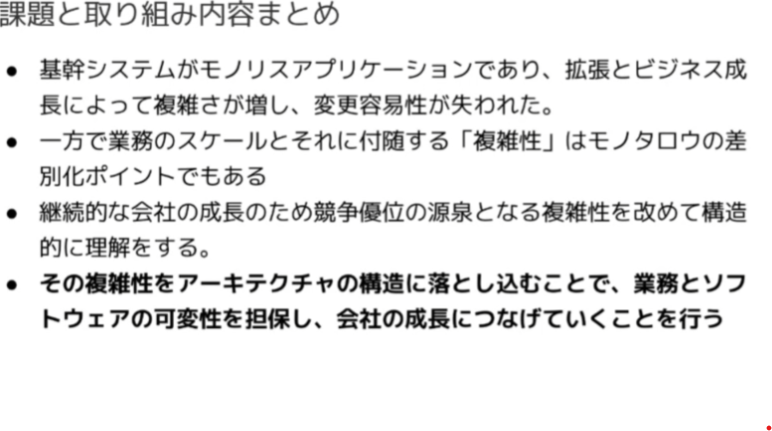 課題と取り組み内容まとめ
● 基幹システムがモノリスアプリケーションであり、拡張とビジネス成
長によって複雑さが増し、変更容易性が失われた。
● 一方で業務のスケールとそれに付随する「複雑性」はモノタロウの差
別化ポイントでもある
● 継続的な会社の成長のため競争優位の源泉となる複雑性を改めて構造
的に理解をする。
● その複雑性をアーキテクチャの構造に落とし込むことで、業務とソフ
トウェアの可変性を担保し、会社の成長につなげていくことを行う